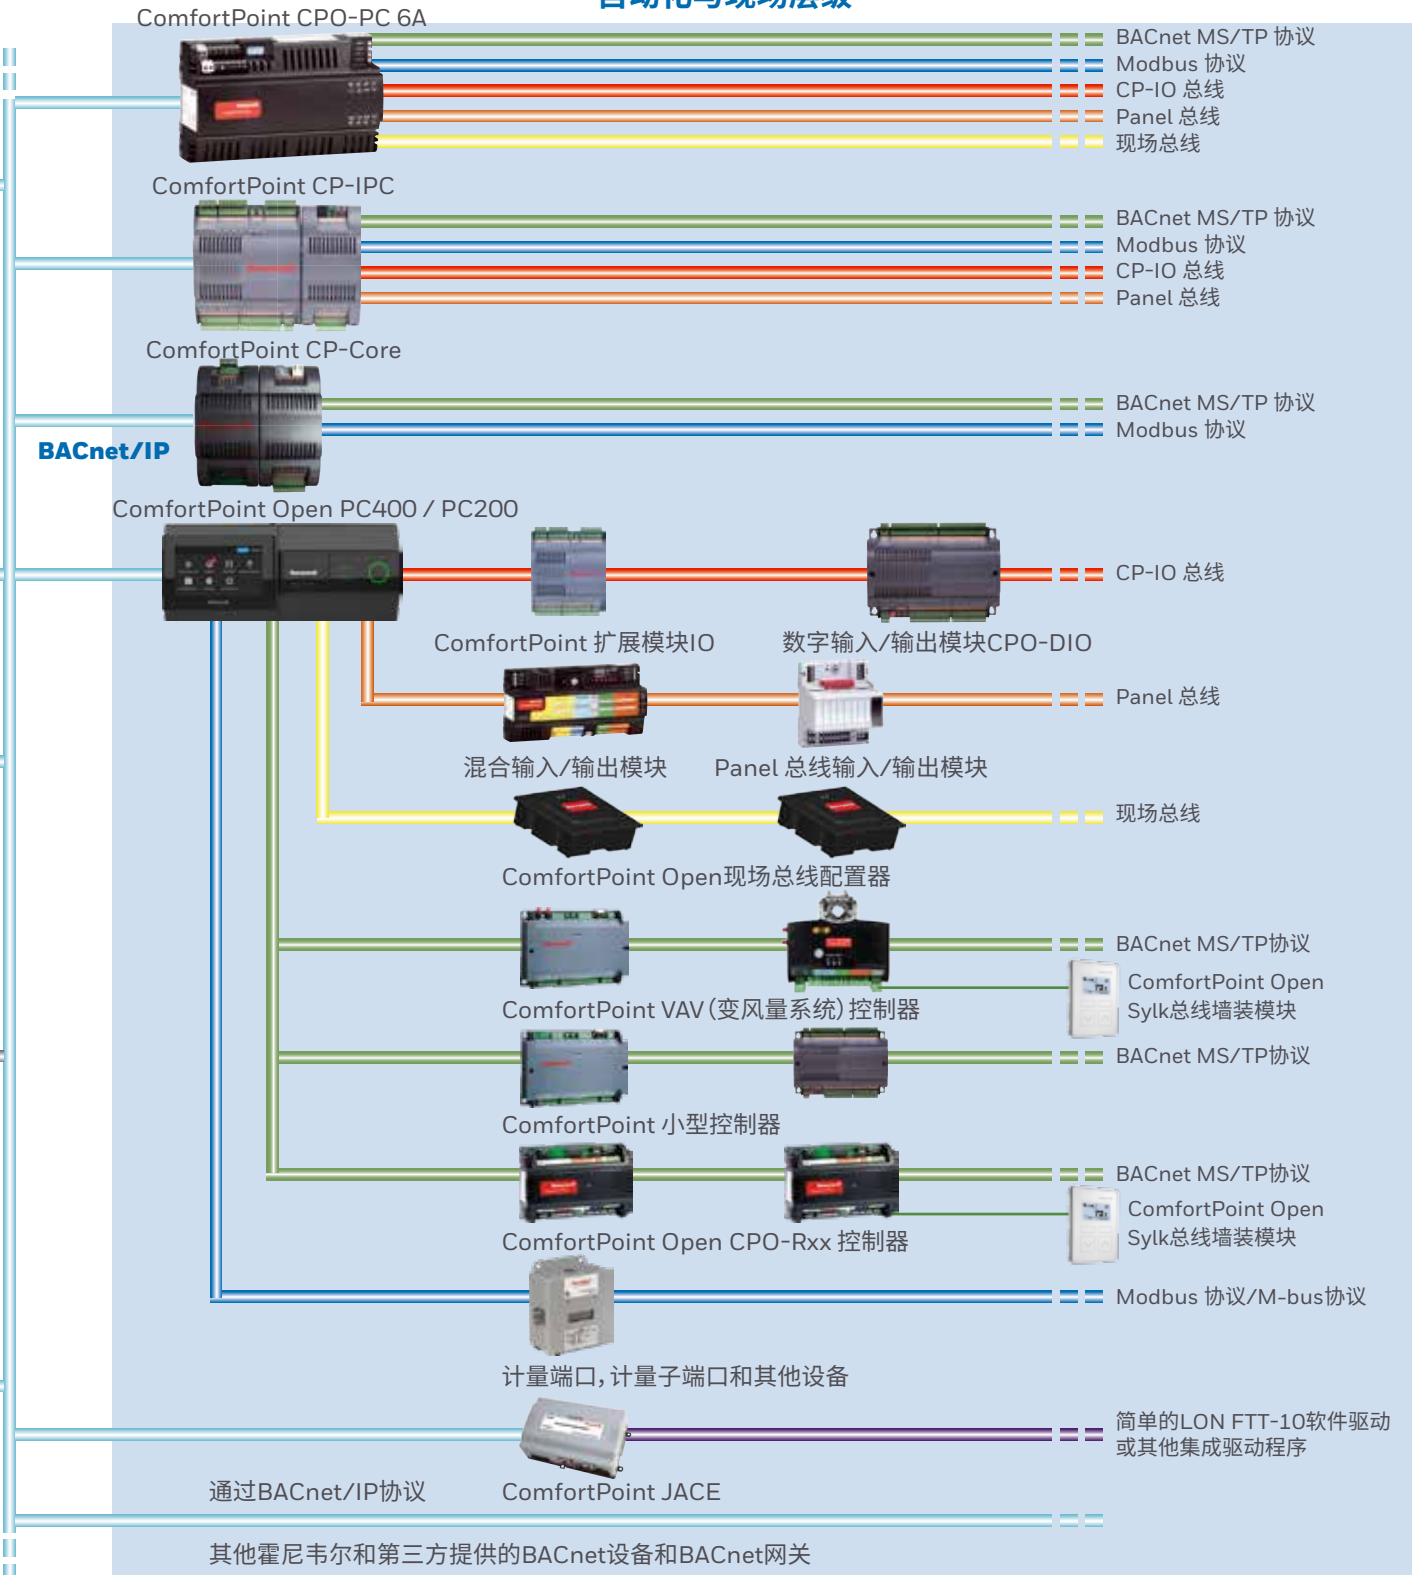 自动化与现场层级
ComfortPoint CPO-PC 6A
BACnet MS/TP 协议
Modbus 协议
CP-IO 总线
Panel 总线
现场总线
ComfortPoint CP-IPC
BACnet MS/TP 协议
Modbus 协议
CP-IO 总线
Panel 总线
ComfortPoint CP-Core
BACnet MS/TP 协议
Modbus 协议
BACnet/IP
ComfortPoint Open PC400 / PC200
CP-IO 总线
ComfortPoint 扩展模块IO
数字输入/输出模块CPO-DIO
Panel 总线
混合输入/输出模块
Panel 总线输入/输出模块
现场总线
ComfortPoint Open现场总线配置器
BACnet MS/TP协议
ComfortPoint Open
Sylk总线墙装模块
ComfortPoint VAV（变风量系统）控制器
BACnet MS/TP协议
ComfortPoint 小型控制器
BACnet MS/TP协议
ComfortPoint Open
Sylk总线墙装模块
ComfortPoint Open CPO-Rxx 控制器
Modbus 协议/M-bus协议
计量端口，计量子端口和其他设备
简单的LON FTT-10软件驱动
或其他集成驱动程序
通过BACnet/IP协议
ComfortPoint JACE
其他霍尼韦尔和第三方提供的BACnet设备和BACnet网关